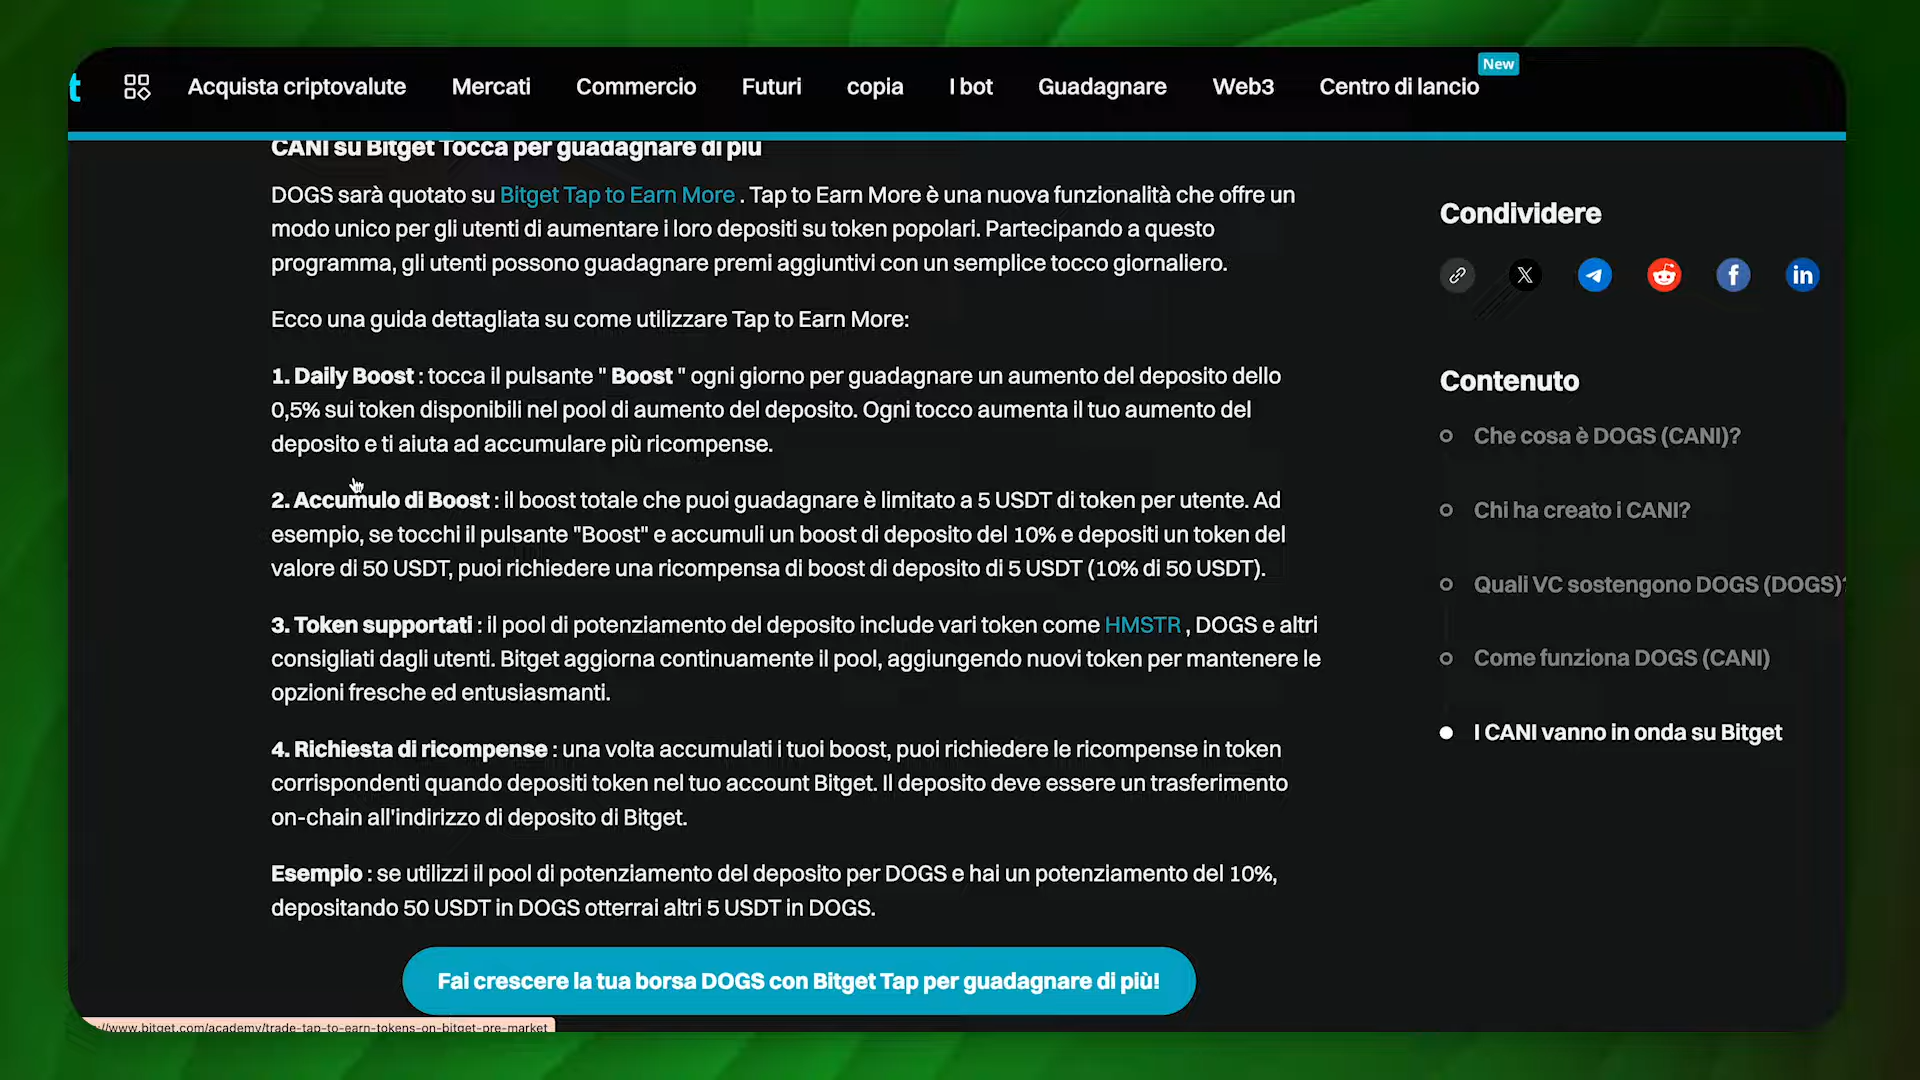 t
Acquista criptovalute Mercati Commercio Futuri copia I bot Guadagnare Web3 Centro di lancio New
CANI su Bitget Tocca per guadagnare di più
DOGS sarà quotato su Bitget Tap to Earn More . Tap to Earn More è una nuova funzionalità che offre un
modo unico per gli utenti di aumentare i loro depositi su token popolari. Partecipando a questo
programma, gli utenti possono guadagnare premi aggiuntivi con un semplice tocco giornaliero.
Ecco una guida dettagliata su come utilizzare Tap to Earn More:
1. Daily Boost : tocca il pulsante " Boost " ogni giorno per guadagnare un aumento del deposito dello
0,5% sui token disponibili nel pool di aumento del deposito. Ogni tocco aumenta il tuo aumento del
deposito e ti aiuta ad accumulare più ricompense.
2. Accumulo di Boost : il boost totale che puoi guadagnare è limitato a 5 USDT di token per utente. Ad
esempio, se tocchi il pulsante "Boost" e accumuli un boost di deposito del 10% e depositi un token del
valore di 50 USDT, puoi richiedere una ricompensa di boost di deposito di 5 USDT (10% di 50 USDT).
3. Token supportati : il pool di potenziamento del deposito include vari token come HMSTR , DOGS e altri
consigliati dagli utenti. Bitget aggiorna continuamente il pool, aggiungendo nuovi token per mantenere le
opzioni fresche ed entusiasmanti.
4. Richiesta di ricompense : una volta accumulati i tuoi boost, puoi richiedere le ricompense in token
corrispondenti quando depositi token nel tuo account Bitget. Il deposito deve essere un trasferimento
on-chain all'indirizzo di deposito di Bitget.
Esempio : se utilizzi il pool di potenziamento del deposito per DOGS e hai un potenziamento del 10%,
depositando 50 USDT in DOGS otterrai altri 5 USDT in DOGS.
Fai crescere la tua borsa DOGS con Bitget Tap per guadagnare di più!
//www.bitget.com/academy/trade-tap-to-earn-tokens-on-bitget-pre-market
Condividere
Contenuto
Che cosa è DOGS (CANI)?
Chi ha creato i CANI?
Quali VC sostengono DOGS (DOGS)?
Come funziona DOGS (CANI)
I CANI vanno in onda su Bitget